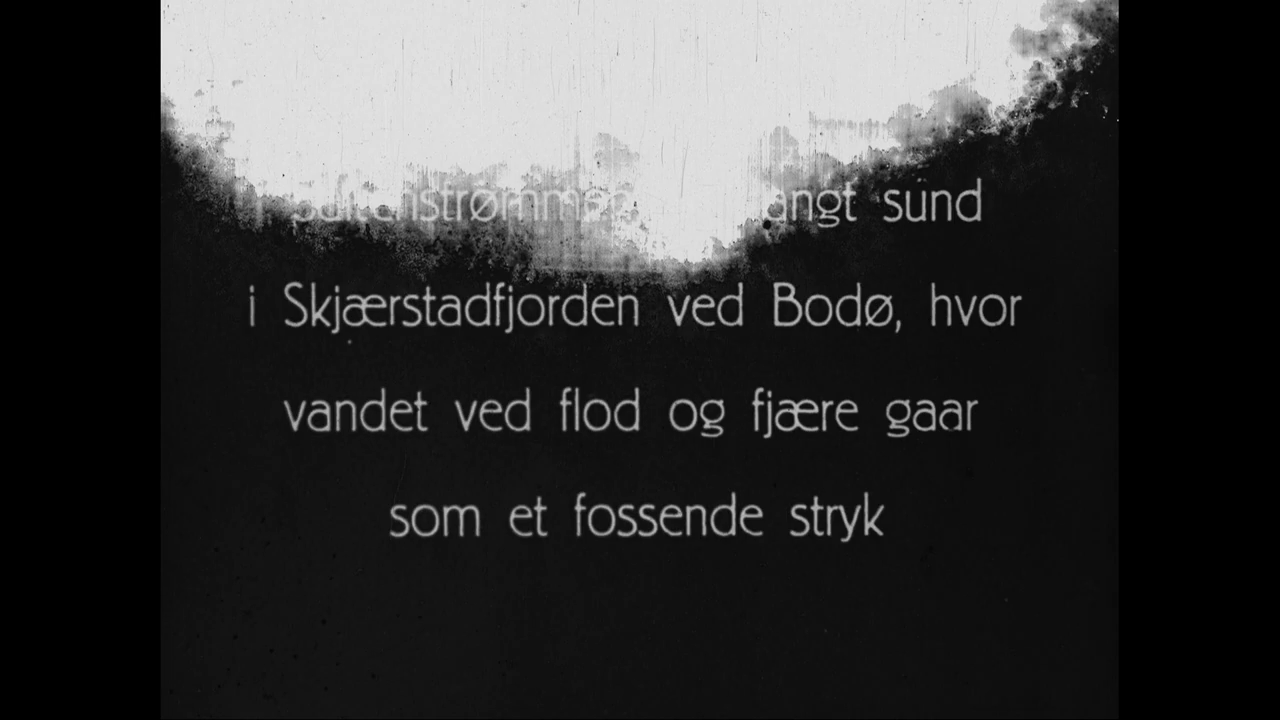 sund
i Skjærstadfjorden ved Bodø, hvor
vandet ved flod og fjære gaar
som et fossende stryk